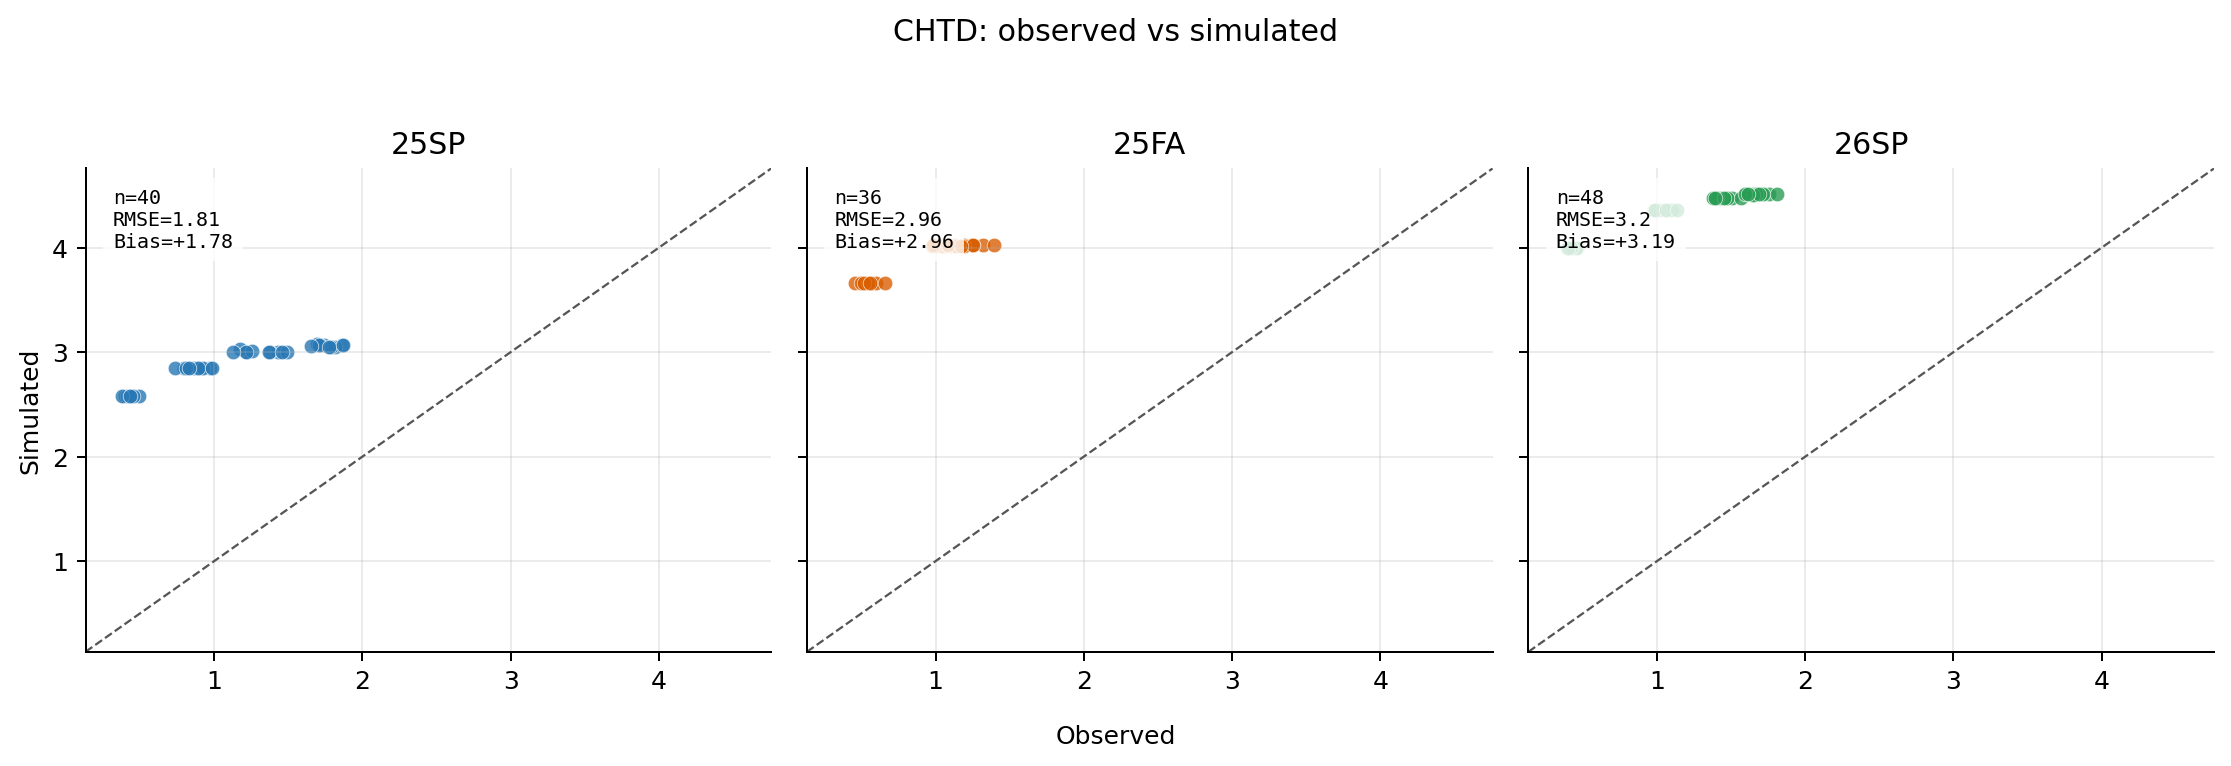 CHTD: observed vs simulated
25SP
25FA
26SP
n=40
RMSE=1.81
Bias=+1.78
n=36
RMSE=2.96
Bias=+2.96
n=48
RMSE=3.2
Bias=+3.19
Simulated
4
3
2
1
1 2 3 4
1 2 3 4
1 2 3 4
Observed